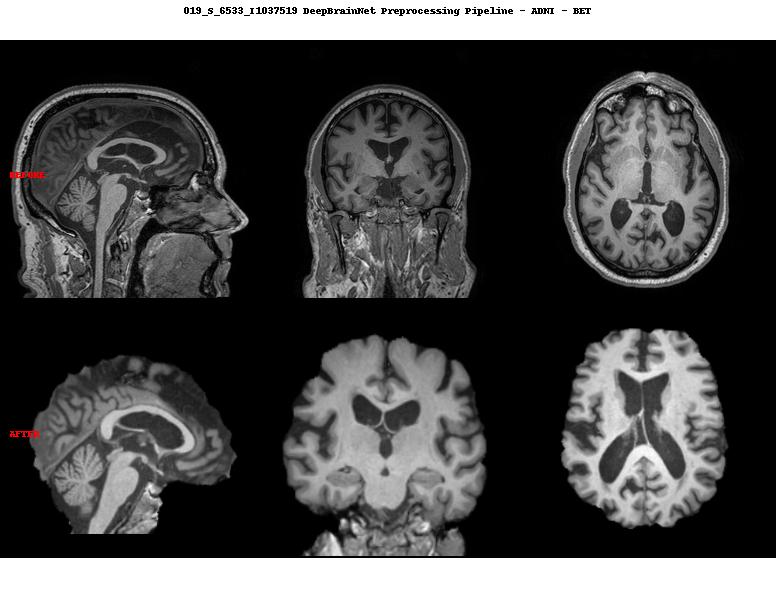 019_S_6533_I1037519 DeepBrainNet Preprocessing Pipeline - ADNI - BET
BEFORE
AFTER